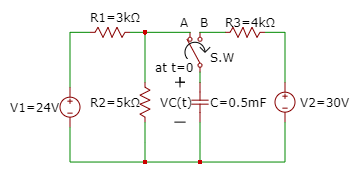 R1=3kΩ
A
B
R3=4kΩ
S.W
at t=0
+
V1=24V
R2=5kΩ
VC(t)
C=0.5mF
V2=30V